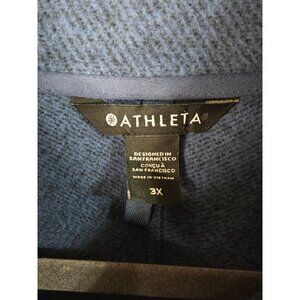 ATHLETA
DESIGNED IN
SAN FRANCISCO
CONÇU À
SAN FRANCISCO
MADE IN VIETNAM
3X